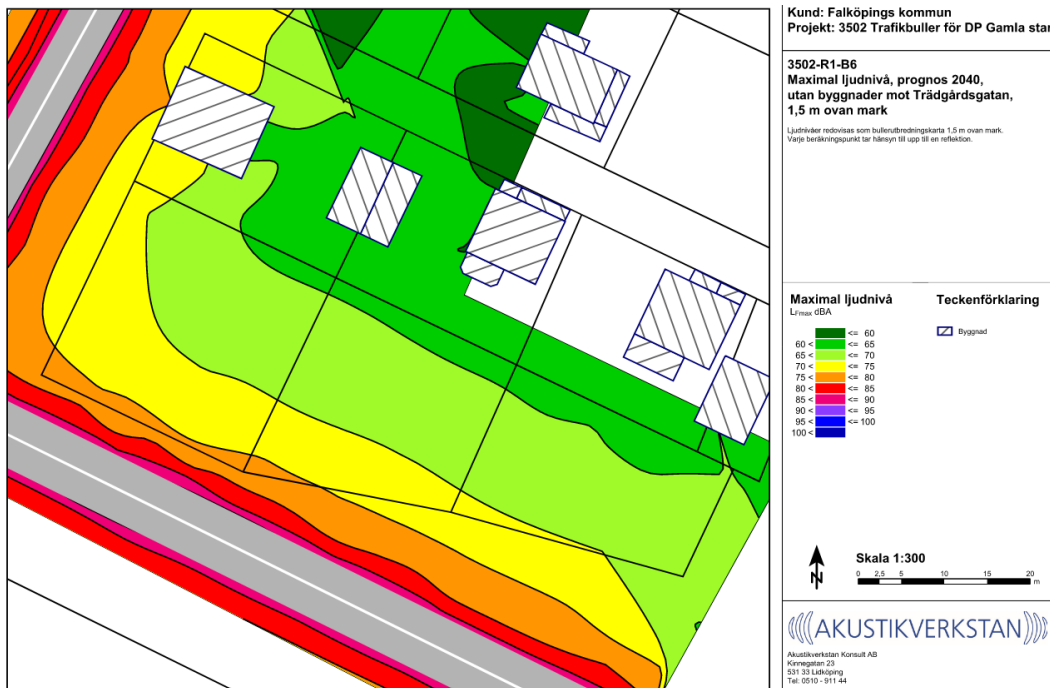 Kund: Falköpings kommun
Projekt: 3502 Trafikbuller för DP Gamla star
3502-R1-B6
Maximal ljudnivå, prognos 2040,
utan byggnader mot Trädgårdsgatan,
1,5 m ovan mark
Ljudnivåer redovisas som bullerutbredningskarta 1,5 m ovan mark.
Varje beräkningspunkt tar hänsyn till upp till en reflektion.
Maximal ljudnivå
LFmax dBA
<= 60
60 < <= 65
65 < <= 70
70 < <= 75
75 < <= 80
80 < <= 85
85 < <= 90
90 < <= 95
95 < <= 100
100 <
Teckenförklaring
Byggnad
N
Skala 1:300
0 2,5 5 10 15 20
m
AKUSTIKVERKSTAN
Akustikverkstan Konsult AB
Kinnegatan 23
531 33 Lidköping
Tel: 0510 - 911 44